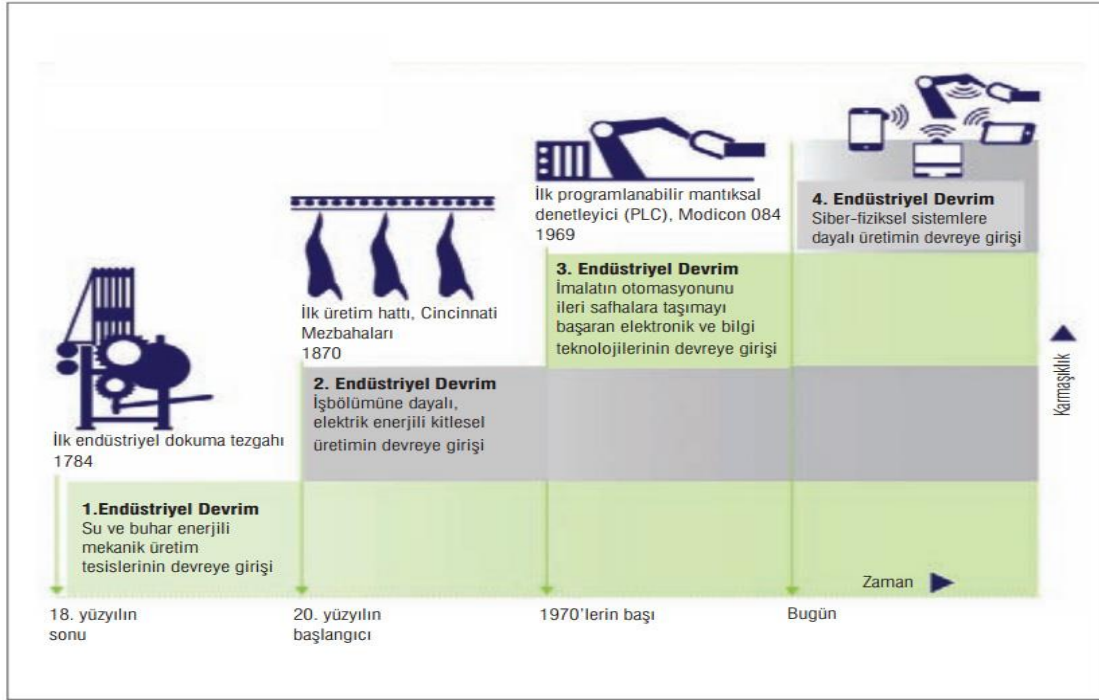 İlk endüstriyel dokuma tezgahı
1784
1.Endüstriyel Devrim
Su ve buhar enerjili
mekanik üretim
tesislerinin devreye girişi
18. yüzyılın
sonu
İlk üretim hattı, Cincinnati
Mezbahaları
1870
2. Endüstriyel Devrim
İşbölümüne dayalı,
elektrik enerjili kitlesel
üretimin devreye girişi
20. yüzyılın
başlangıcı
İlk programlanabilir mantıksal
denetleyici (PLC), Modicon 084
1969
3. Endüstriyel Devrim
İmalatın otomasyonunu
ileri safhalara taşımayı
başaran elektronik ve bilgi
teknolojilerinin devreye girişi
1970'lerin başı
4. Endüstriyel Devrim
Siber-fiziksel sistemlere
dayalı üretimin devreye girişi
Bugün
Zaman
Karmaşıklık